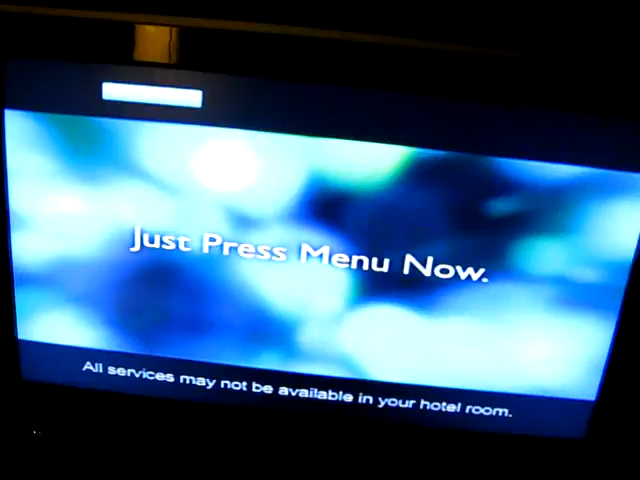 Just Press Menu Now.
All services may not be available in your hotel room.